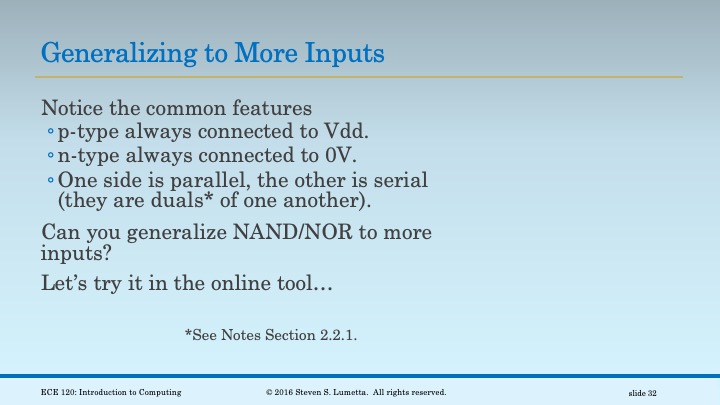 Generalizing to More Inputs
Notice the common features
◦p-type always connected to Vdd.
◦n-type always connected to 0V.
◦One side is parallel, the other is serial
(they are duals* of one another).
Can you generalize NAND/NOR to more
inputs?
Let’s try it in the online tool…
*See Notes Section 2.2.1.
ECE 120: Introduction to Computing © 2016 Steven S. Lumetta. All rights reserved. slide 32